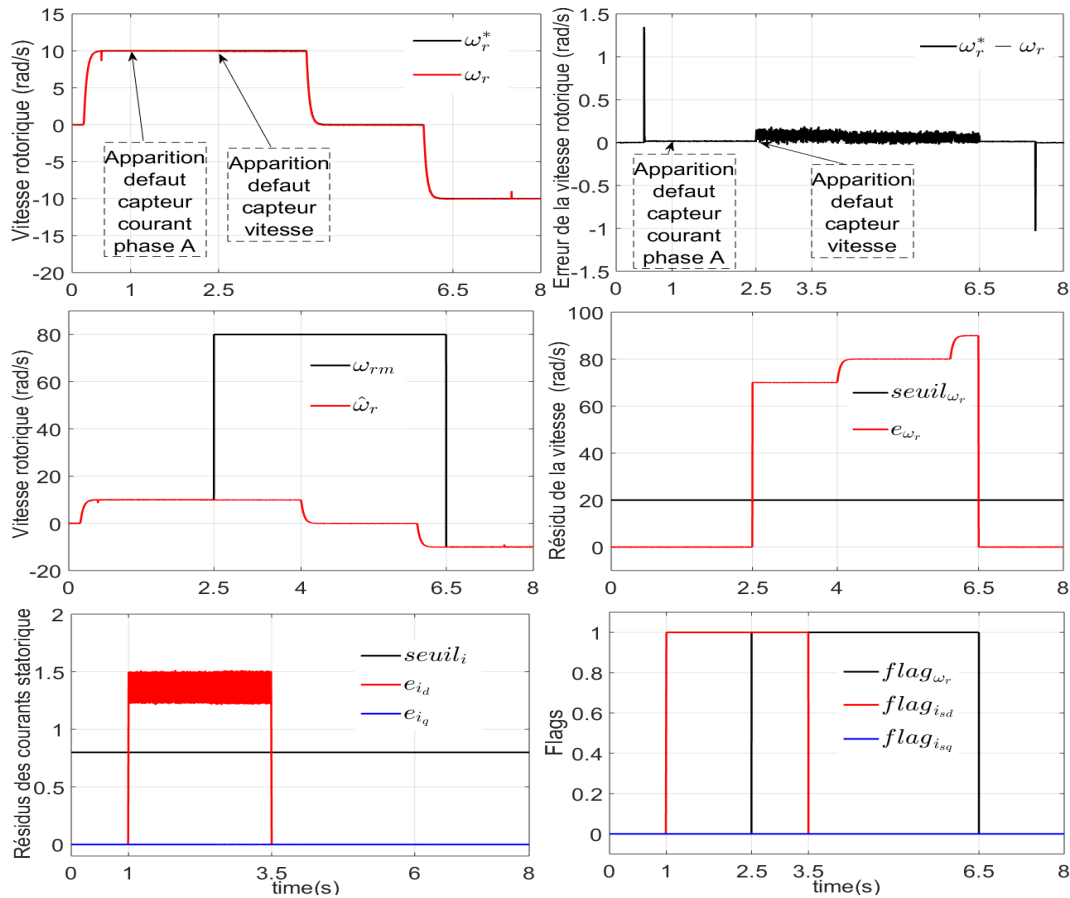 Vitesse rotorique (rad/s)
20
15
10
5
0
-5
-10
-15
-20
ω*r
ωr
Apparition
defaut
capteur
courant
phase A
Apparition
defaut
capteur
vitesse
0 1 2.5 6.5 8
Erreur de la vitesse rotorique (rad/s)
1.5
1
0.5
0
-0.5
-1
-1.5
ω*r − ωr
Apparition
defaut
capteur
courant
phase A
Apparition
defaut
capteur
vitesse
0 1 2.5 3.5 6.5 8
Vitesse rotorique (rad/s)
80
60
40
20
0
-20
ωrm
ω̂r
0 2.5 4 6.5 8
Résidu de la vitesse (rad/s)
100
80
60
40
20
0
seuilωr
eωr
0 2.5 4 6.5 8
Résidus des courants statorique
2
1.5
1
0.5
0
seuili
eid
eiq
0 1 3.5 6 8
time(s)
Flags
1
0.8
0.6
0.4
0.2
0
flagωr
flagisd
flagisq
0 1 2.5 3.5 6.5 8
time(s)